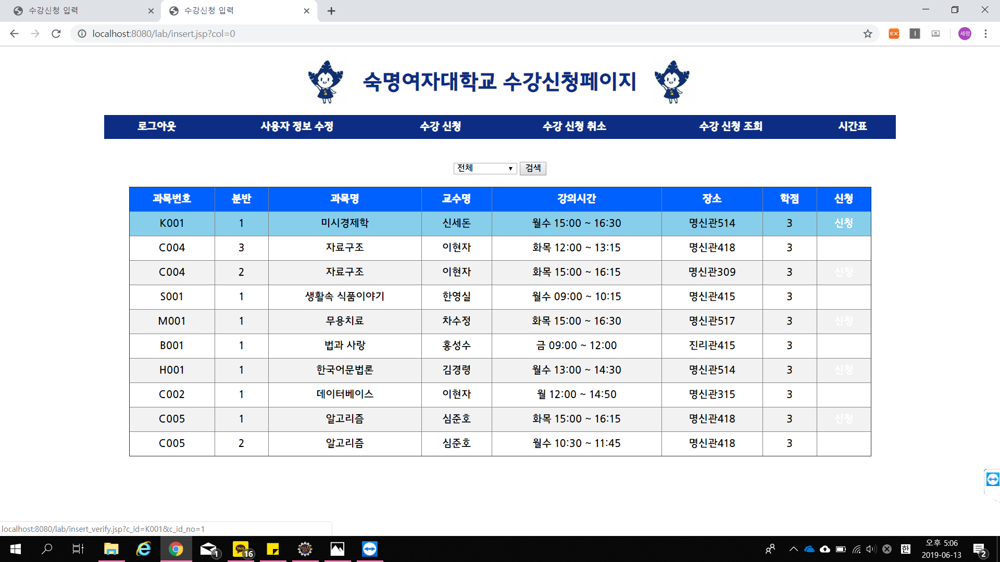 수강신청 입력
수강신청 입력
localhost:8080/lab/insert.jsp?col=0
EX
세령
숙명여자대학교 수강신청페이지
로그아웃 사용자 정보 수정 수강 신청 수강 신청 취소 수강 신청 조회 시간표
전체 검색
과목번호 분반 과목명 교수명 강의시간 장소 학점 신청
K001 1 미시경제학 신세돈 월수 15:00 ~ 16:30 명신관514 3 신청
C004 3 자료구조 이현자 화목 12:00 ~ 13:15 명신관418 3
C004 2 자료구조 이현자 화목 15:00 ~ 16:15 명신관309 3 신청
S001 1 생활속 식품이야기 한영실 월수 09:00 ~ 10:15 명신관415 3
M001 1 무용치료 차수정 화목 15:00 ~ 16:30 명신관517 3 신청
B001 1 법과 사랑 홍성수 금 09:00 ~ 12:00 진리관415 3
H001 1 한국어문법론 김경령 월수 13:00 ~ 14:30 명신관514 3 신청
C002 1 데이터베이스 이현자 월 12:00 ~ 14:50 명신관315 3
C005 1 알고리즘 심준호 화목 15:00 ~ 16:15 명신관418 3 신청
C005 2 알고리즘 심준호 월수 10:30 ~ 11:45 명신관418 3
localhost:8080/lab/insert_verify.jsp?c_id=K001&c_id_no=1
1
TALK
16
한
오후 5:06
2019-06-13
2